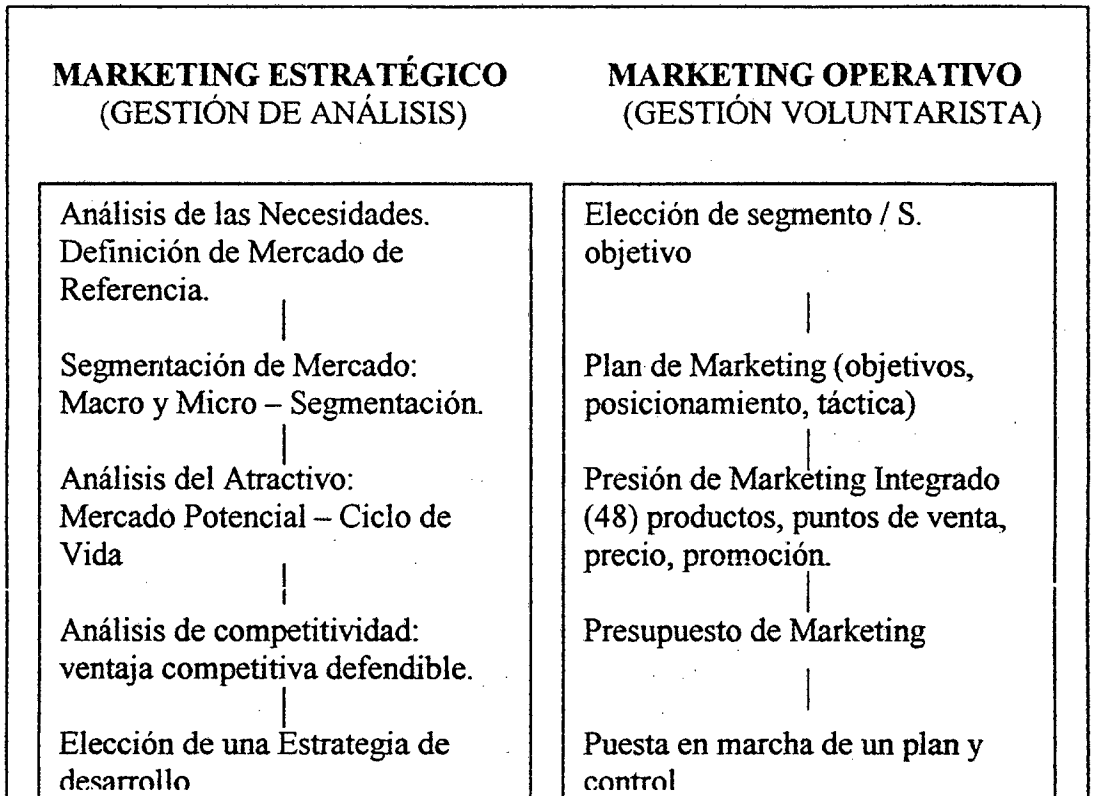 MARKETING ESTRATÉGICO
(GESTIÓN DE ANÁLISIS)
Análisis de las Necesidades.
Definición de Mercado de
Referencia.
Segmentación de Mercado:
Macro y Micro – Segmentación.
Análisis del Atractivo:
Mercado Potencial – Ciclo de
Vida
Análisis de competitividad:
ventaja competitiva defendible.
Elección de una Estrategia de
desarrollo
MARKETING OPERATIVO
(GESTIÓN VOLUNTARISTA)
Elección de segmento / S.
objetivo
Plan de Marketing (objetivos,
posicionamiento, táctica)
Presión de Marketing Integrado
(48) productos, puntos de venta,
precio, promoción.
Presupuesto de Marketing
Puesta en marcha de un plan y
control